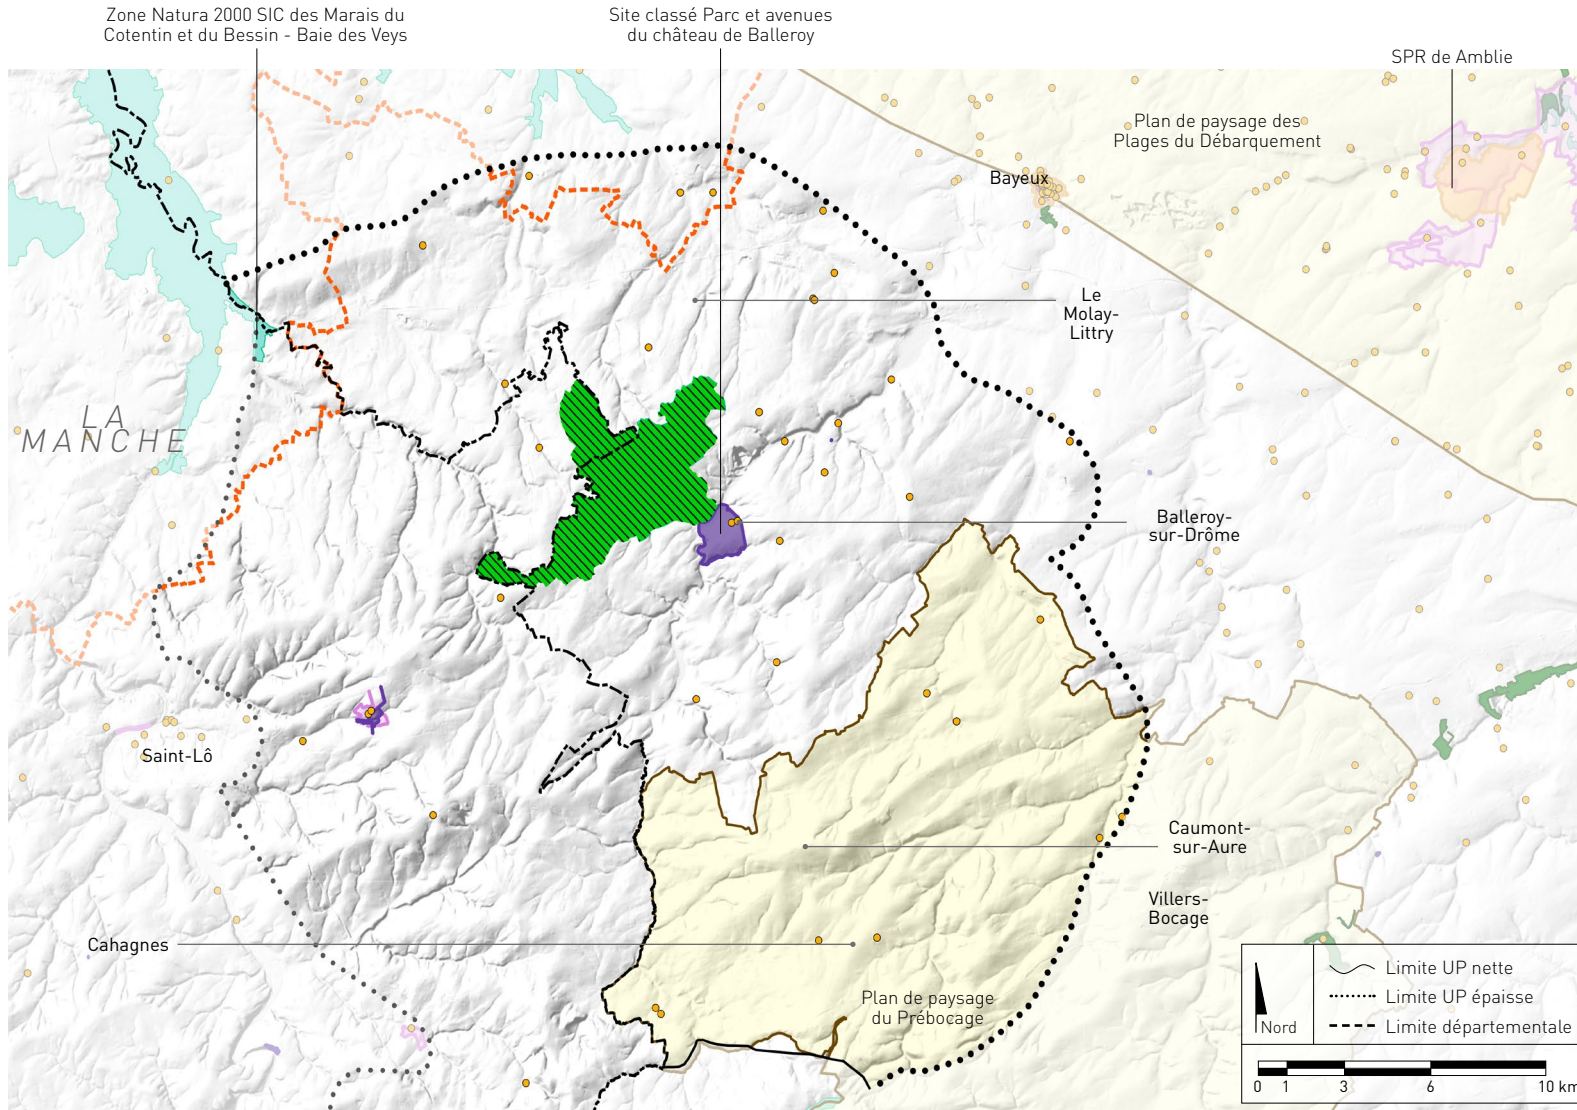 Zone Natura 2000 SIC des Marais du
Cotentin et du Bessin - Baie des Veys
Site classé Parc et avenues
du château de Balleroy
SPR de Amblie
Plan de paysage des
Plages du Débarquement
Bayeux
Le
Molay-
Littry
LA
MANCHE
Balleroy-
sur-Drôme
Saint-Lô
Caumont-
sur-Aure
Villers-
Bocage
Cahagnes
Plan de paysage
du Prébocage
Nord
Limite UP nette
Limite UP épaisse
Limite départementale
0 1 3 6 10 km